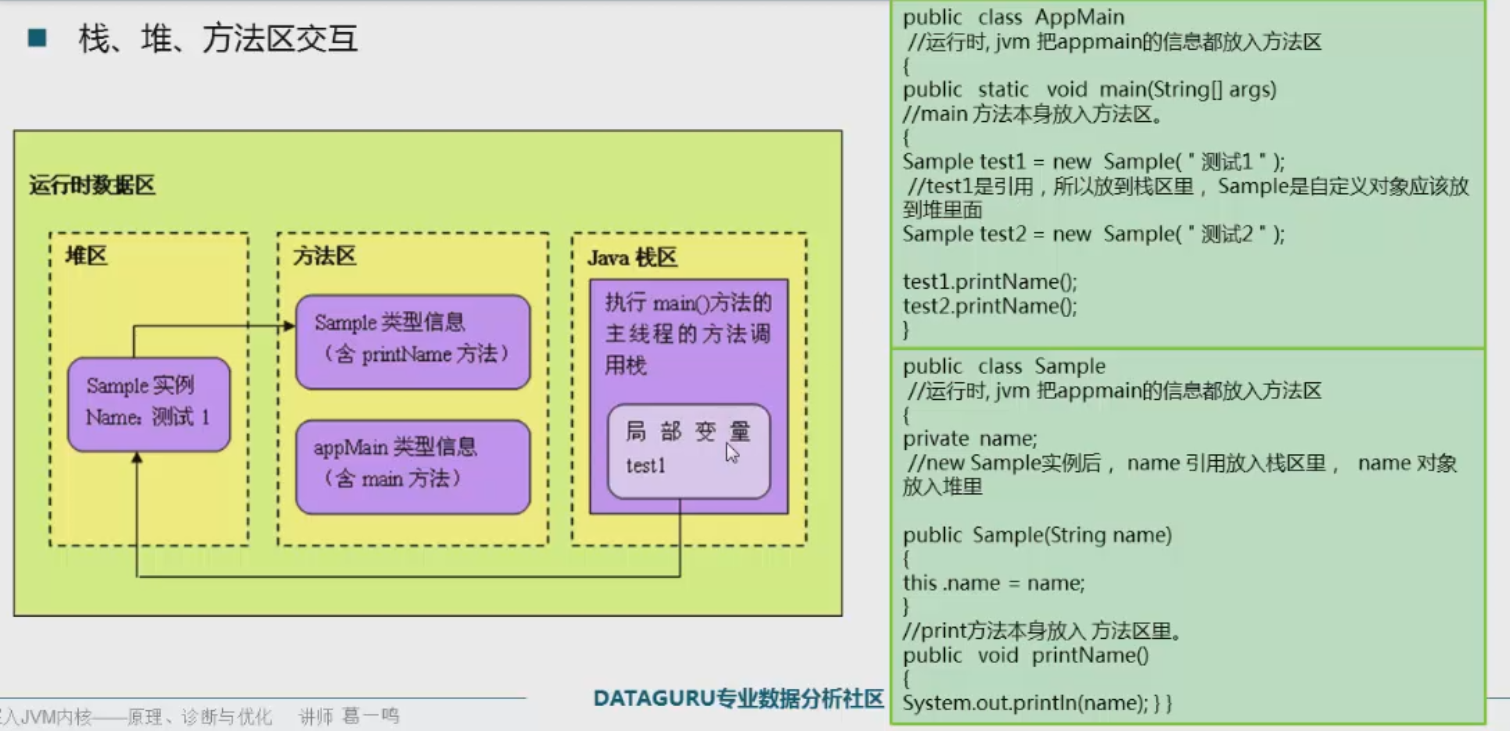 栈、堆、方法区交互
运行时数据区
堆区
Sample 实例
Name: 测试 1
方法区
Sample 类型信息
（含 printName 方法）
appMain 类型信息
（含 main 方法）
Java 栈区
执行 main()方法的
主线程的方法调
用栈
局部变量
test1
public class AppMain
//运行时, jvm 把appmain的信息都放入方法区
{
public static void main(String[] args)
//main 方法本身放入方法区。
{
Sample test1 = new Sample( " 测试1 " );
//test1是引用，所以放到栈区里， Sample是自定义对象应该放
到堆里面
Sample test2 = new Sample( " 测试2 " );
test1.printName();
test2.printName();
}
public class Sample
//运行时, jvm 把appmain的信息都放入方法区
{
private name;
//new Sample实例后， name 引用放入栈区里， name 对象
放入堆里
public Sample(String name)
{
this .name = name;
}
//print方法本身放入 方法区里。
public void printName()
{
System.out.println(name); } }
DATAGURU专业数据分析社区
入JVM内核——原理、诊断与优化 讲师 葛一鸣